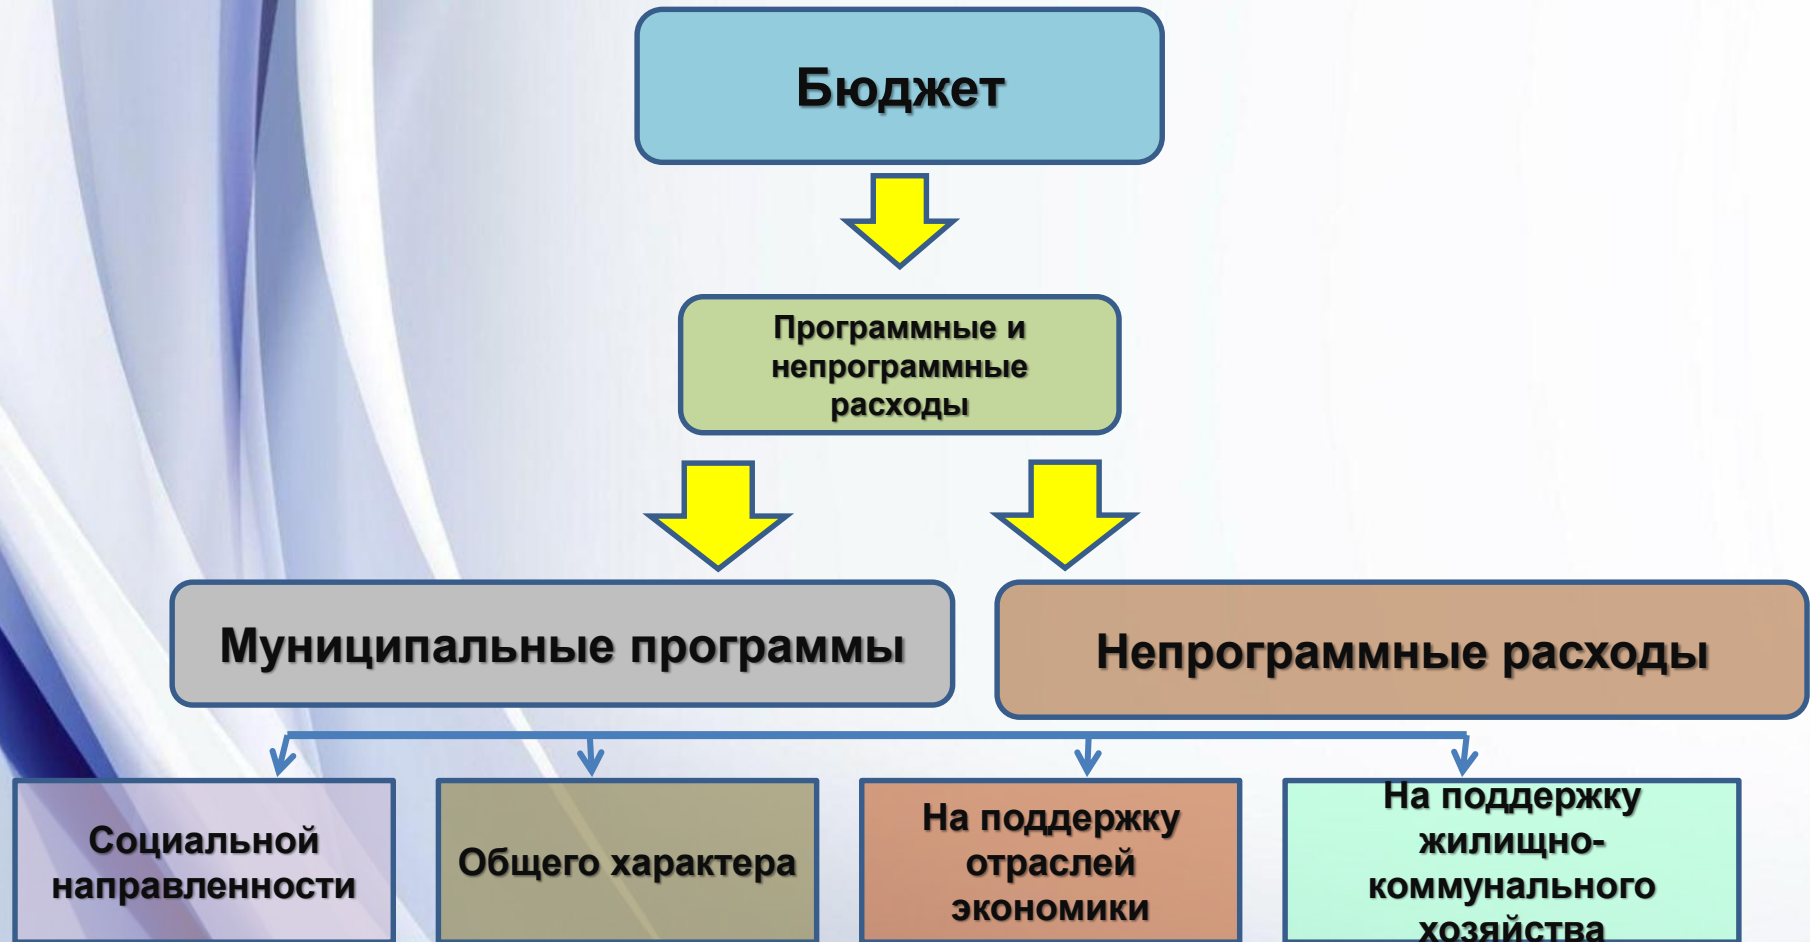 Бюджет
Программные и
непрограммные
расходы
Муниципальные программы
Непрограммные расходы
Социальной
направленности
Общего характера
На поддержку
отраслей
экономики
На поддержку
жилищно-
коммунального
хозяйства